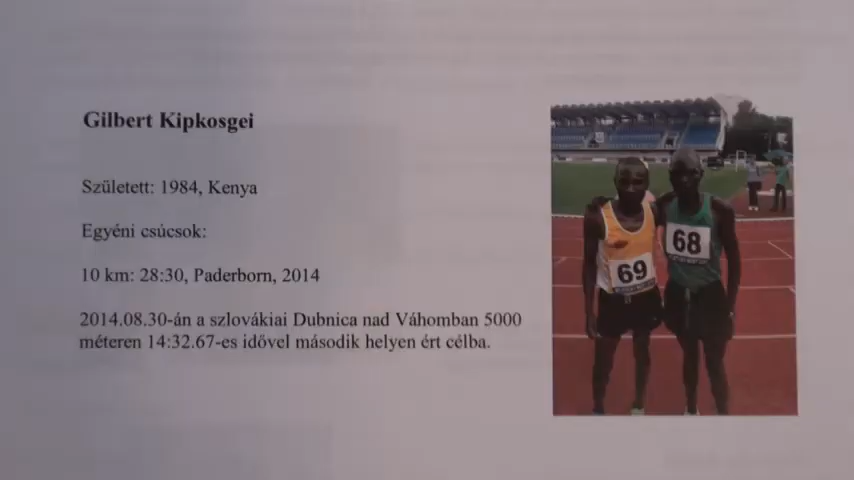 Gilbert Kipkosgei
Született: 1984, Kenya
Egyéni csúcsok:
10 km: 28:30, Paderborn, 2014
2014.08.30-án a szlovákiai Dubnica nad Váhomban 5000
méteren 14:32.67-es idővel második helyen ért célba.
68
69